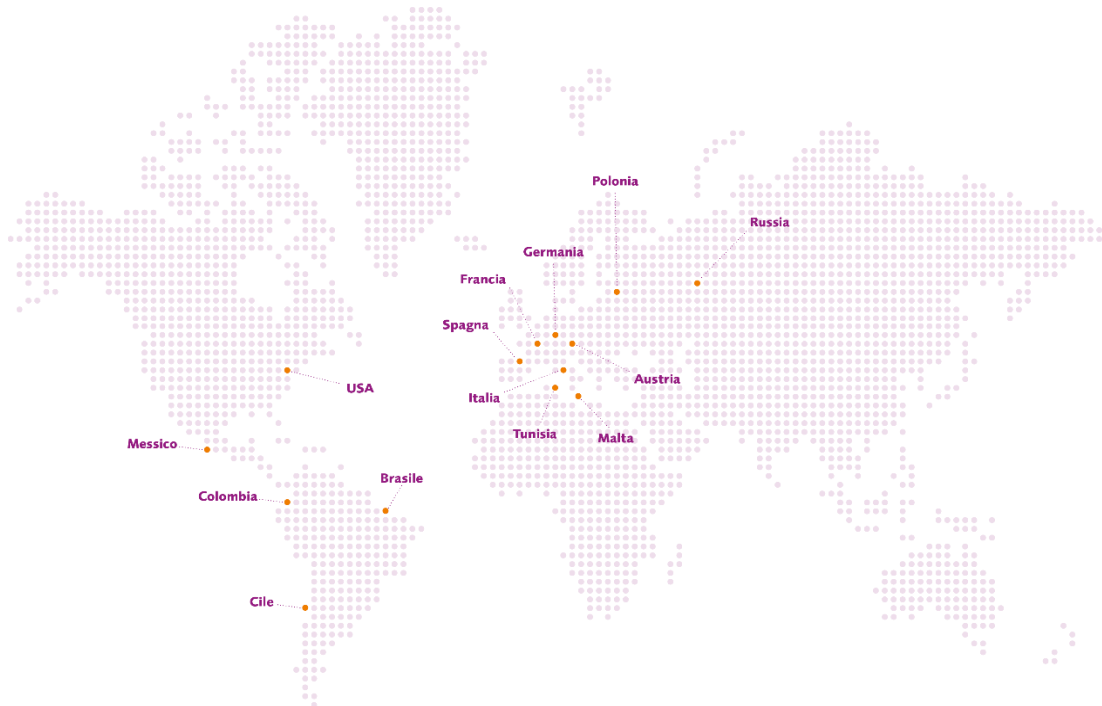 Polonia
Russia
Germania
Francia
Spagna
Austria
USA
Italia
Tunisia
Malta
Messico
Brasile
Colombia
Cile